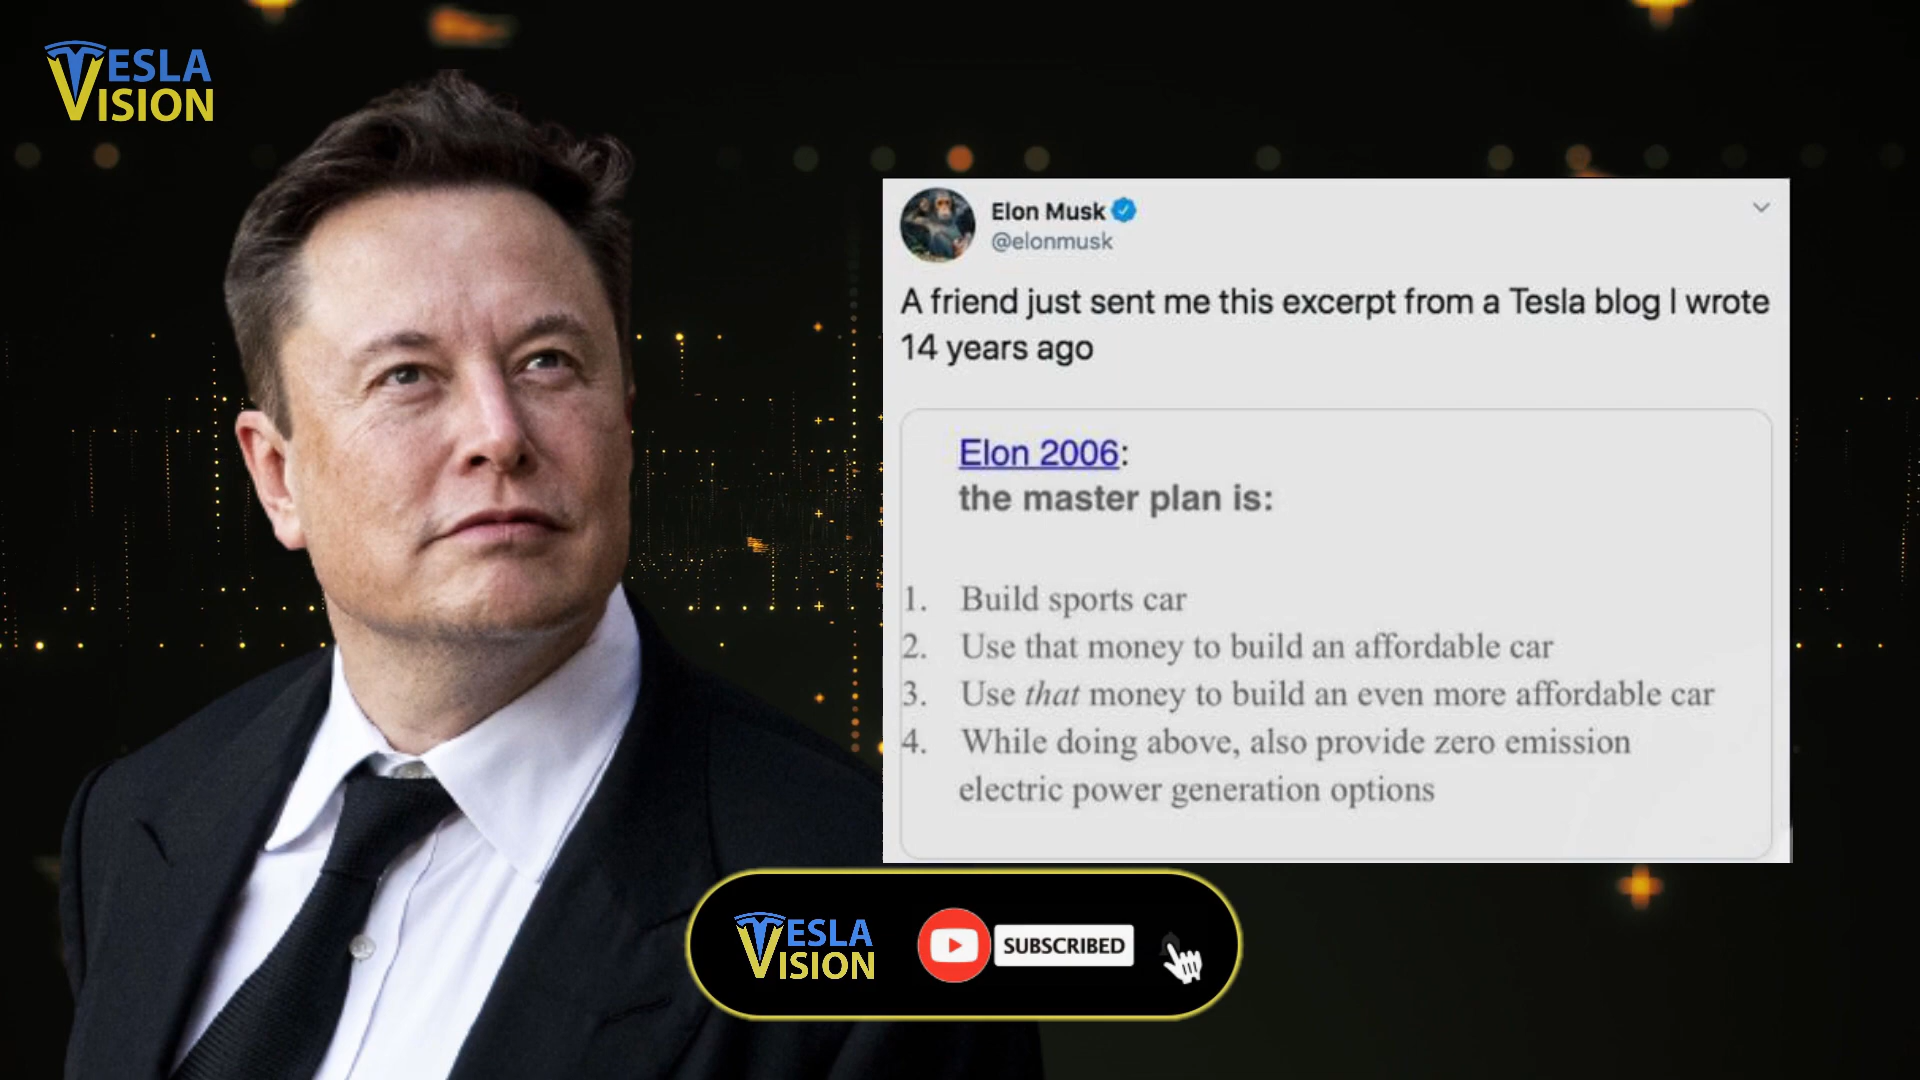 TESLA
VISION
Elon Musk
@elonmusk
A friend just sent me this excerpt from a Tesla blog I wrote
14 years ago
Elon 2006:
the master plan is:
1. Build sports car
2. Use that money to build an affordable car
3. Use that money to build an even more affordable car
4. While doing above, also provide zero emission
electric power generation options
TESLA
VISION
SUBSCRIBED